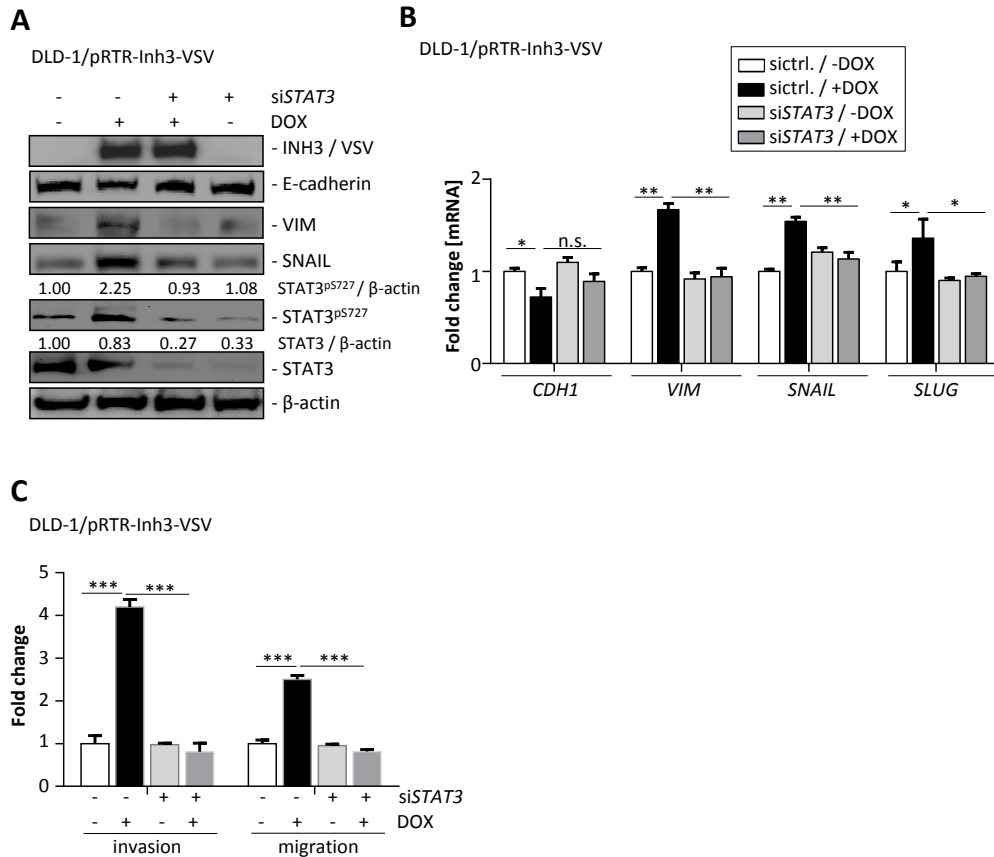 A
DLD-1/pRTR-Inh3-VSV
- - + + siSTAT3
- + + - DOX
- INH3 / VSV
- E-cadherin
- VIM
- SNAIL
1.00 2.25 0.93 1.08 STAT3pS727 / β-actin
- STAT3pS727
1.00 0.83 0..27 0.33 STAT3 / β-actin
- STAT3
- β-actin
B
DLD-1/pRTR-Inh3-VSV
sictrl. / -DOX
sictrl. / +DOX
siSTAT3 / -DOX
siSTAT3 / +DOX
Fold change [mRNA]
2
1
0
* n.s.
** **
** **
* *
CDH1 VIM SNAIL SLUG
C
DLD-1/pRTR-Inh3-VSV
Fold change
5
4
3
2
1
0
*** ***
*** ***
- - + + - - + + siSTAT3
- + - + - + - + DOX
invasion migration